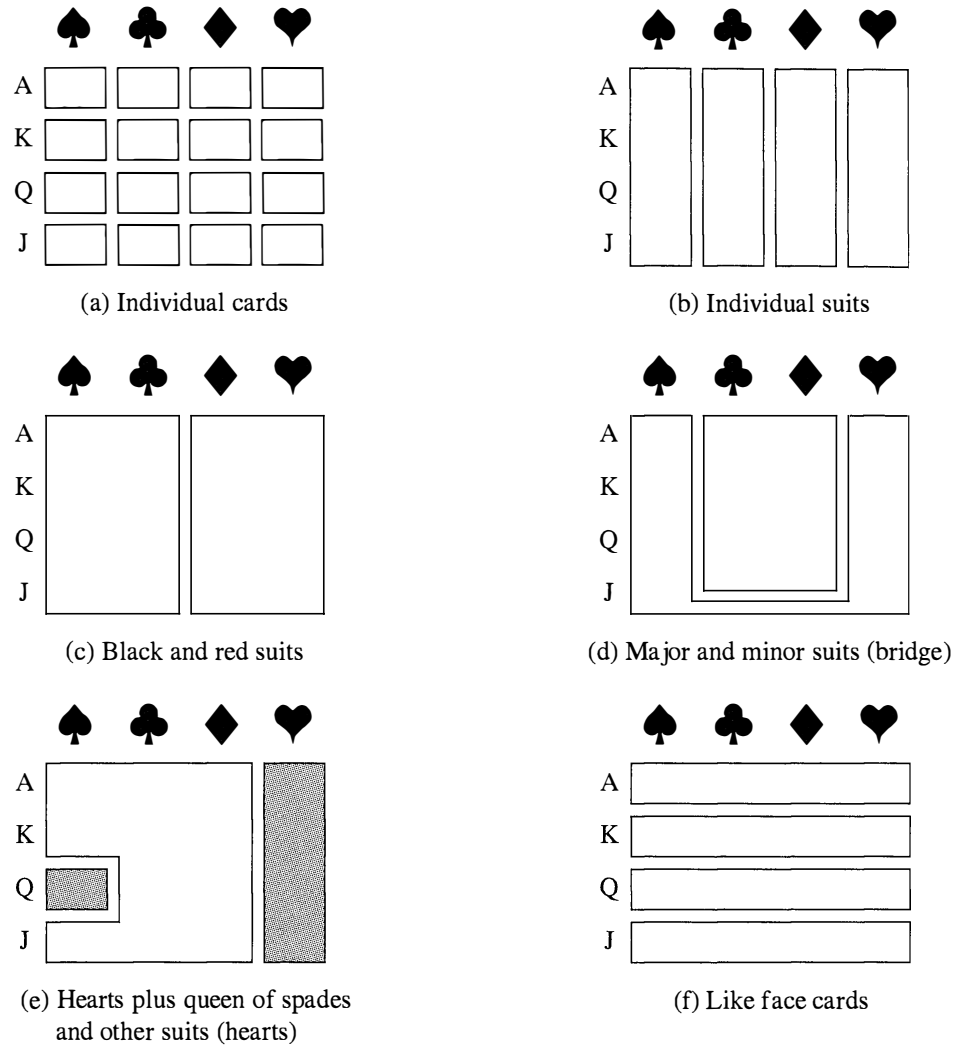 A
K
Q
J
(a) Individual cards
A
K
Q
J
(b) Individual suits
A
K
Q
J
(c) Black and red suits
A
K
Q
J
(d) Major and minor suits (bridge)
A
K
Q
J
(e) Hearts plus queen of spades
and other suits (hearts)
A
K
Q
J
(f) Like face cards